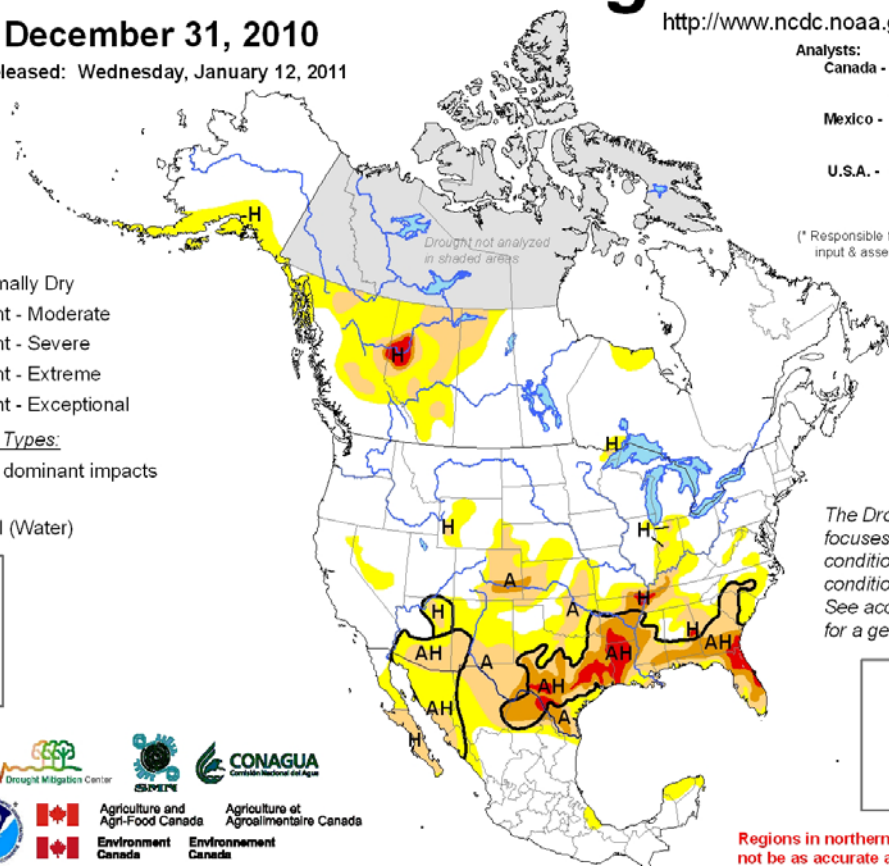 December 31, 2010
http://www.ncdc.noaa.g
eleased: Wednesday, January 12, 2011
Analysts:
Canada -
Mexico -
U.S.A. -
(* Responsible f
input & asse
H
Drought not analyzed
in shaded areas
mally Dry
nt - Moderate
nt - Severe
nt - Extreme
nt - Exceptional
H
Types:
dominant impacts
H
l (Water)
H
H
The Dro
focuses
conditio
conditio
See acc
for a ge
A
H
A
H
H
AH
AH
AH
A
AH
AH
A
H
Drought Mitigation Center
SMN
CONAGUA
Comisión Nacional del Agua
Agriculture and
Agri-Food Canada
Agriculture et
Agroalimentaire Canada
Environment
Canada
Environnement
Canada
Regions in northern
not be as accurate a